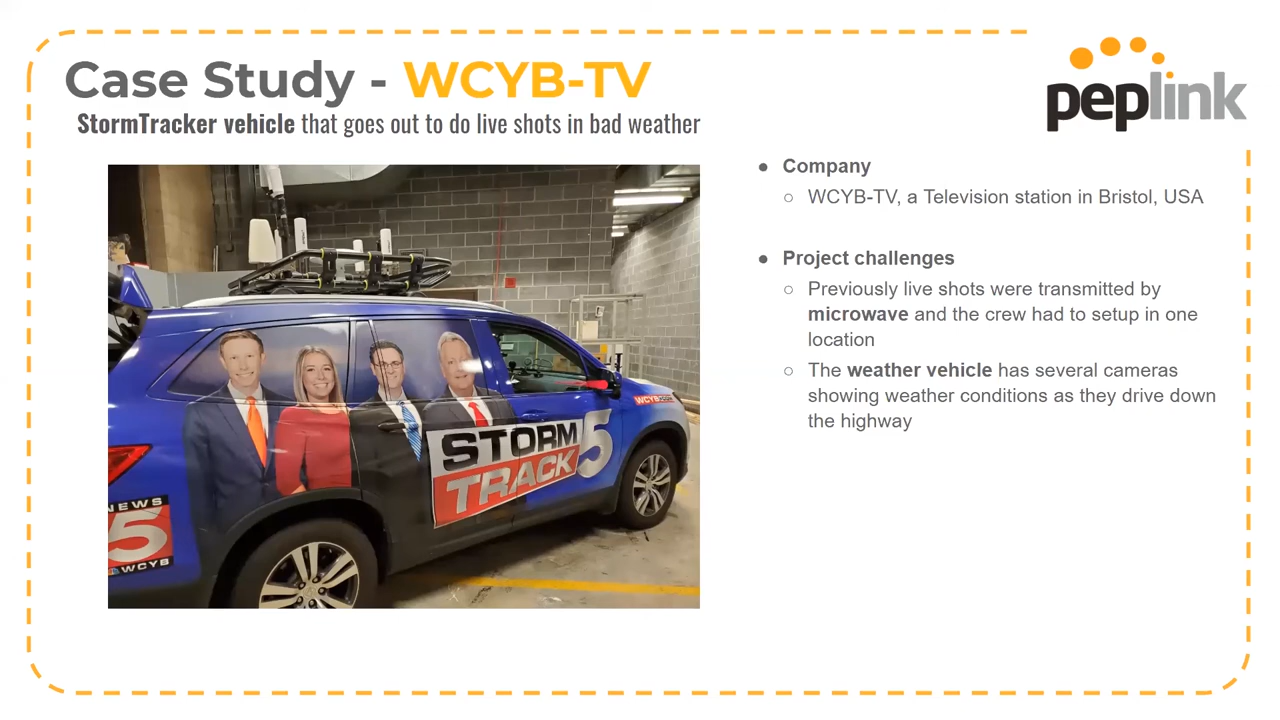 Case Study - WCYB-TV
StormTracker vehicle that goes out to do live shots in bad weather
peplink
● Company
○ WCYB-TV, a Television station in Bristol, USA
● Project challenges
○ Previously live shots were transmitted by
microwave and the crew had to setup in one
location
○ The weather vehicle has several cameras
showing weather conditions as they drive down
the highway
STORM
TRACK
5
NEWS
5
WCYB